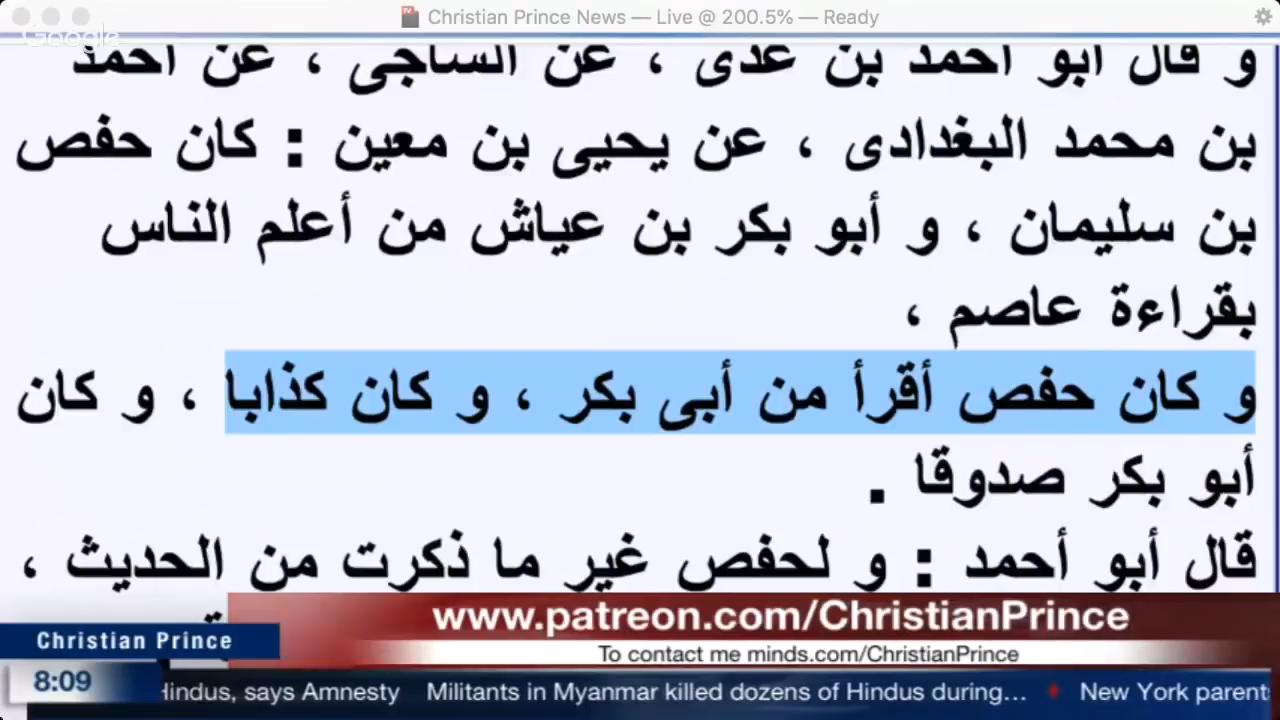 Christian Prince News — Live @ 200.5% — Ready
Google
و قال أبو أحمد بن عدى ، عن الساجى ، عن أحمد
بن محمد البغدادى ، عن يحيى بن معين : كان حفص
بن سليمان ، و أبو بكر بن عياش من أعلم الناس
بقراءة عاصم ،
و كان حفص أقرأ من أبى بكر ، و كان كذابا ، و كان
أبو بكر صدوقا .
قال أبو أحمد : و لحفص غير ما ذكرت من الحديث ،
www.patreon.com/ChristianPrince
Christian Prince
To contact me minds.com/ChristianPrince
8:09
Hindus, says Amnesty Militants in Myanmar killed dozens of Hindus during... New York parent